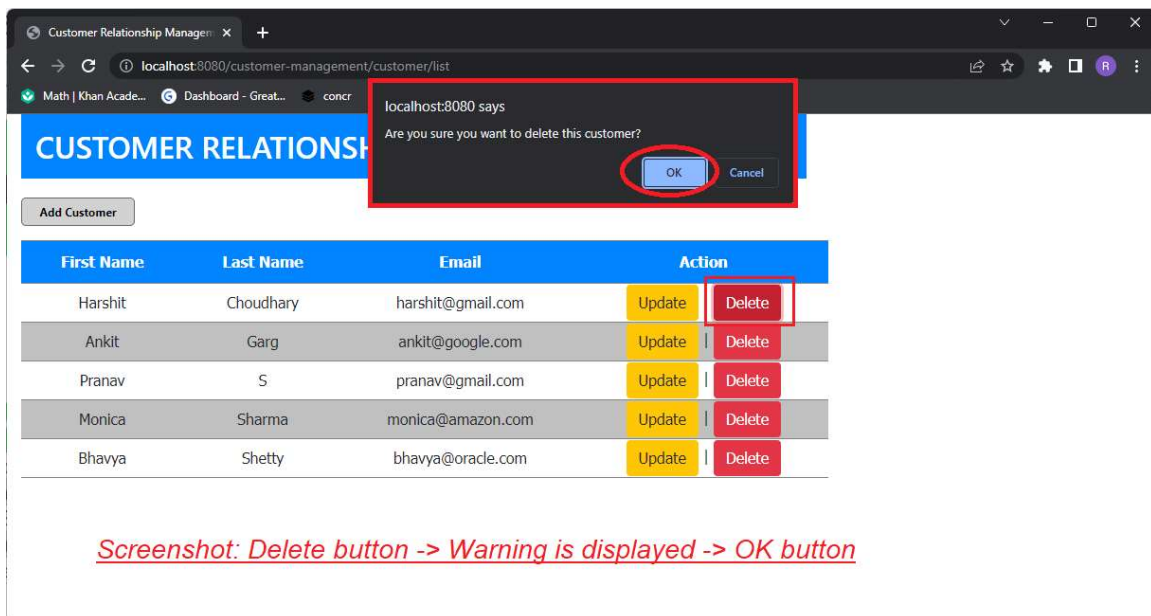 Customer Relationship Managem
localhost:8080/customer-management/customer/list
R
Math | Khan Acade...
Dashboard - Great...
concr
localhost:8080 says
Are you sure you want to delete this customer?
OK
Cancel
CUSTOMER RELATIONSH
Add Customer
First Name Last Name Email Action
Harshit Choudhary harshit@gmail.com Update Delete
Ankit Garg ankit@google.com Update | Delete
Pranav S pranav@gmail.com Update | Delete
Monica Sharma monica@amazon.com Update | Delete
Bhavya Shetty bhavya@oracle.com Update | Delete
Screenshot: Delete button -> Warning is displayed -> OK button